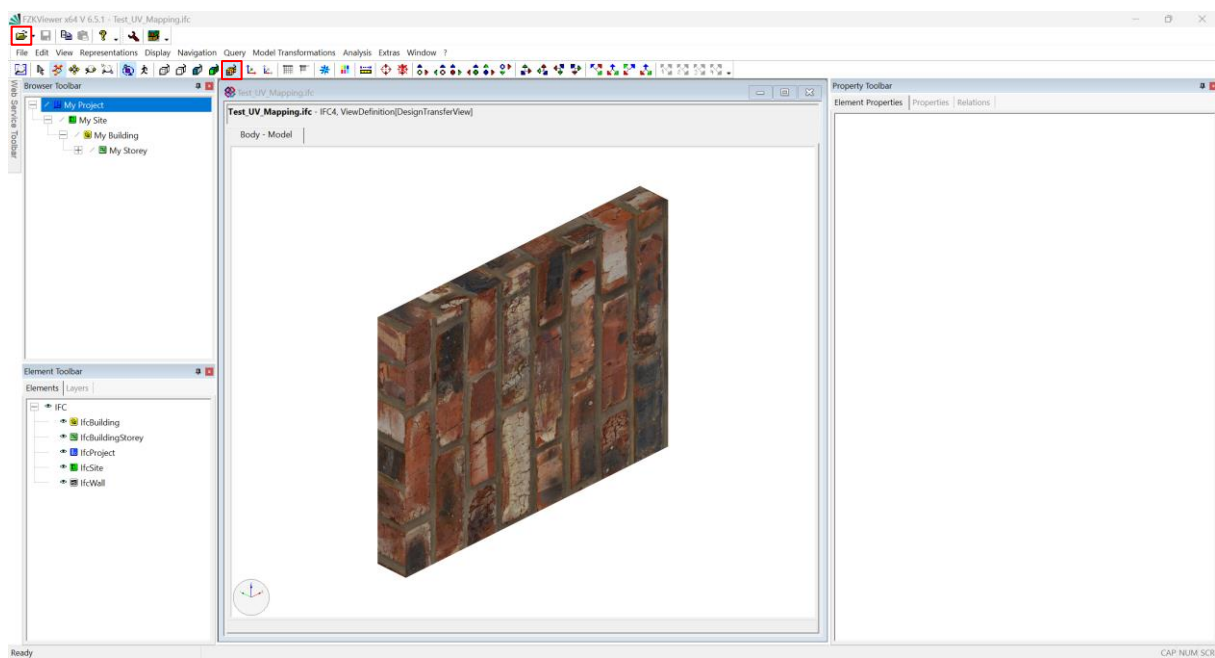 FZKViewer x64 V 6.5.1 - Test_UV_Mapping.ifc
File Edit View Representations Display Navigation Query Model Transformations Analysis Extras Window ?
Web Service Toolbar
Browser Toolbar
My Project
My Site
My Building
My Storey
Element Toolbar
Elements Layers
IFC
IfcBuilding
IfcBuildingStorey
IfcProject
IfcSite
IfcWall
Test_UV_Mapping.ifc
Test_UV_Mapping.ifc - IFC4, ViewDefinition[DesignTransferView]
Body - Model
Property Toolbar
Element Properties Properties Relations
Ready
CAP NUM SCR